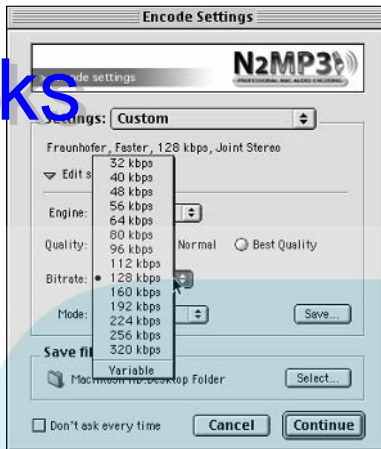 Encode Settings
N2MP3
PROFESSIONAL MAC AUDIO ENCODING
encode settings
ks
Settings: Custom
Fraunhofer, Faster, 128 kbps, Joint Stereo
Edit s
32 kbps
40 kbps
48 kbps
56 kbps
Engine:
64 kbps
80 kbps
Quality:
96 kbps
Normal
Best Quality
112 kbps
Bitrate:
128 kbps
160 kbps
192 kbps
Mode:
224 kbps
Save...
256 kbps
320 kbps
Save fil
Variable
Macintosh HD:Desktop Folder
Select...
Don't ask every time
Cancel
Continue